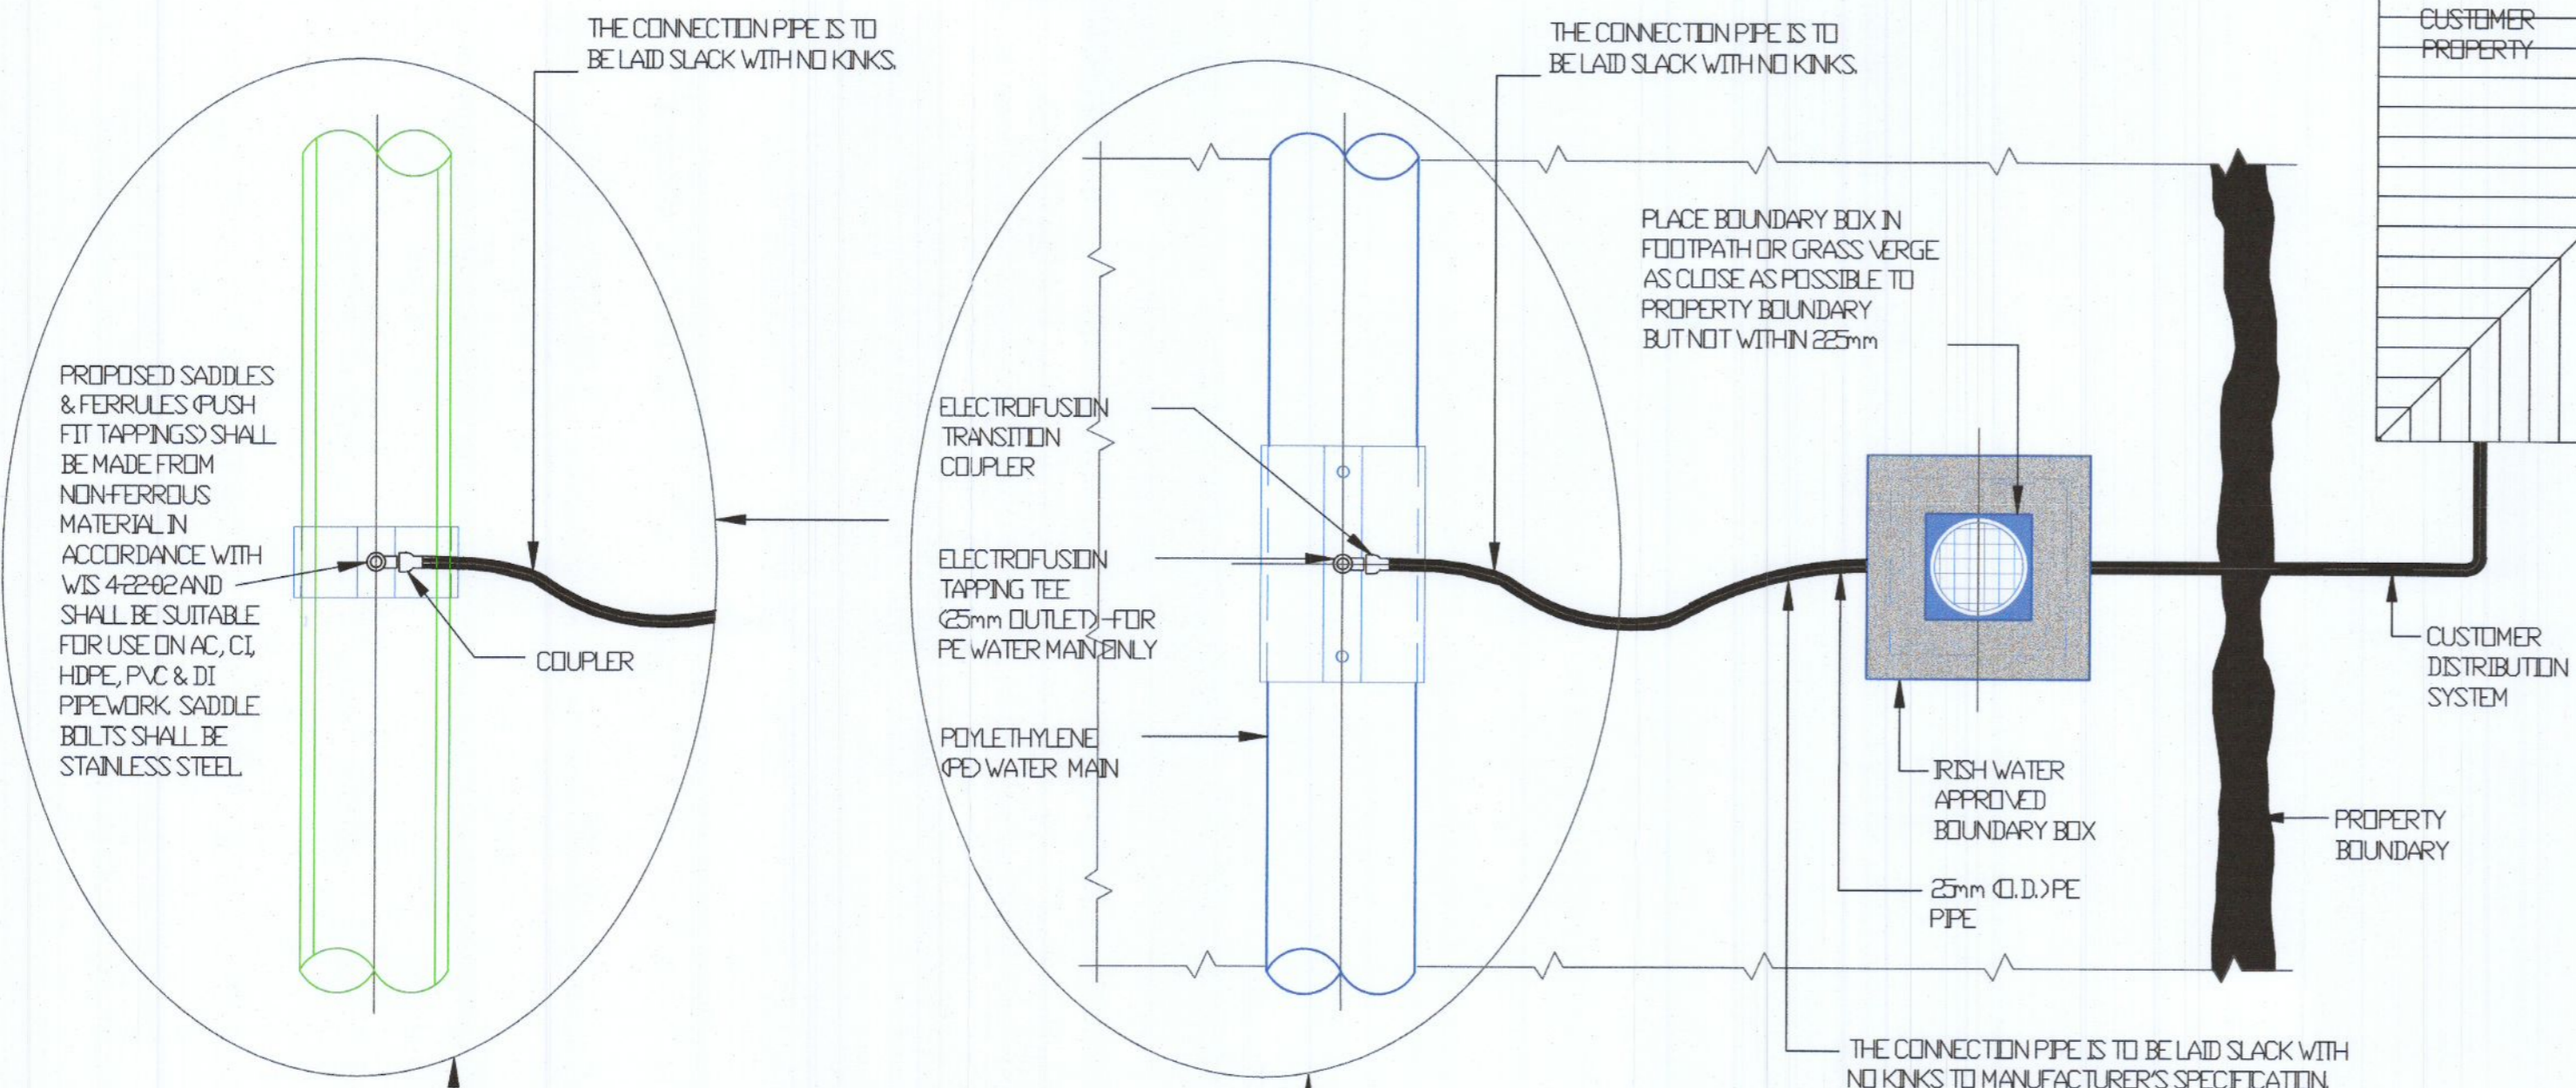 THE CONNECTION PIPE IS TO
BE LAID SLACK WITH NO KINKS.
PROPOSED SADDLES
& FERRULES (PUSH
FIT TAPPINGS) SHALL
BE MADE FROM
NON-FERROUS
MATERIAL IN
ACCORDANCE WITH
WIS 4-22-02 AND
SHALL BE SUITABLE
FOR USE ON AC, CI,
HDPE, PVC & DI
PIPEWORK. SADDLE
BOLTS SHALL BE
STAINLESS STEEL.
COUPLER
THE CONNECTION PIPE IS TO
BE LAID SLACK WITH NO KINKS.
ELECTROFUSION
TRANSITION
COUPLER
ELECTROFUSION
TAPPING TEE
(25mm OUTLET) - FOR
PE WATER MAIN ONLY
POYLETHYLENE
(PE) WATER MAIN
PLACE BOUNDARY BOX IN
FOOTPATH OR GRASS VERGE
AS CLOSE AS POSSIBLE TO
PROPERTY BOUNDARY
BUT NOT WITHIN 225mm
CUSTOMER
PROPERTY
CUSTOMER
DISTRIBUTION
SYSTEM
IRISH WATER
APPROVED
BOUNDARY BOX
PROPERTY
BOUNDARY
25mm (O.D.) PE
PIPE
THE CONNECTION PIPE IS TO BE LAID SLACK WITH
NO KINKS TO MANUFACTURER'S SPECIFICATION.